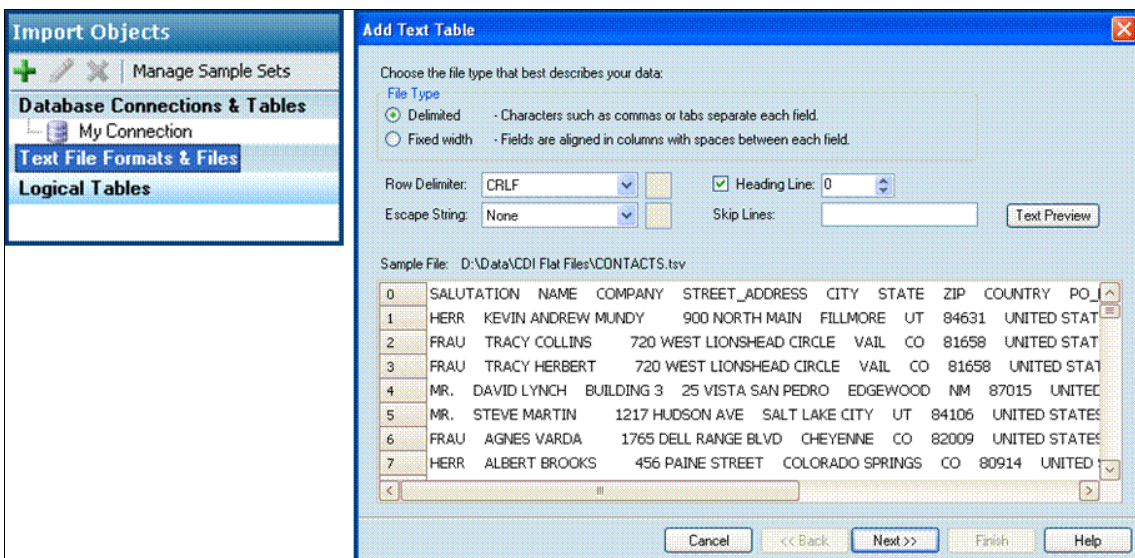 Import Objects
Manage Sample Sets
Database Connections & Tables
My Connection
Text File Formats & Files
Logical Tables
Add Text Table
Choose the file type that best describes your data:
File Type
Delimited - Characters such as commas or tabs separate each field.
Fixed width - Fields are aligned in columns with spaces between each field.
Row Delimiter: CRLF Heading Line: 0
Escape String: None Skip Lines: Text Preview
Sample File: D:\Data\CDI Flat Files\CONTACTS.tsv
0 SALUTATION NAME COMPANY STREET_ADDRESS CITY STATE ZIP COUNTRY PO_
1 HERR KEVIN ANDREW MUNDY 900 NORTH MAIN FILLMORE UT 84631 UNITED STAT
2 FRAU TRACY COLLINS 720 WEST LIONSHEAD CIRCLE VAIL CO 81658 UNITED STAT
3 FRAU TRACY HERBERT 720 WEST LIONSHEAD CIRCLE VAIL CO 81658 UNITED STAT
4 MR. DAVID LYNCH BUILDING 3 25 VISTA SAN PEDRO EDGEWOOD NM 87015 UNITED
5 MR. STEVE MARTIN 1217 HUDSON AVE SALT LAKE CITY UT 84106 UNITED STATES
6 FRAU AGNES VARDA 1765 DELL RANGE BLVD CHEYENNE CO 82009 UNITED STATES
7 HERR ALBERT BROOKS 456 PAINE STREET COLORADO SPRINGS CO 80914 UNITED
Cancel << Back Next >> Finish Help